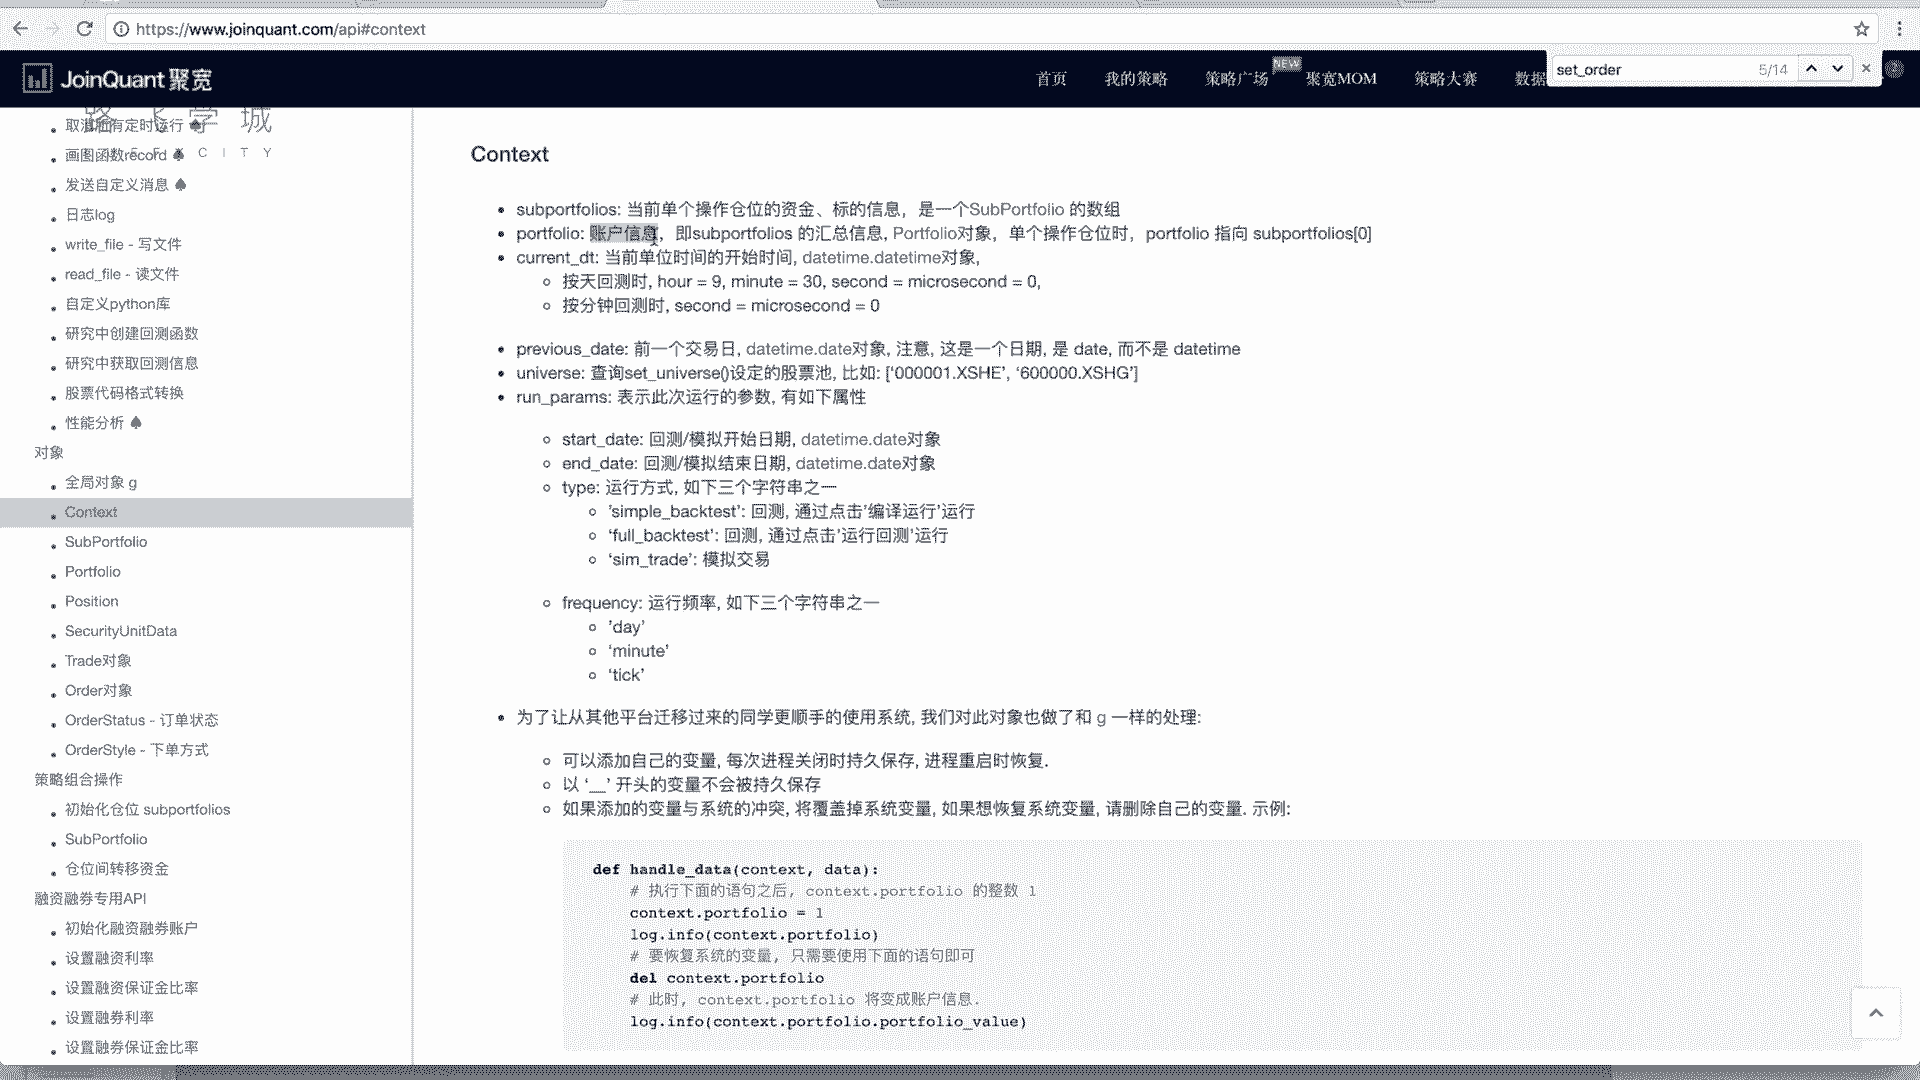 https://www.joinquant.com/api#context
JoinQuant 聚宽
首页
我的策略
策略广场
NEW
聚宽MOM
策略大赛
数据
set_order
5/14
学 城
C I T Y
取消所有定时运行 ♠
画图函数record ♠
发送自定义消息 ♠
日志log
write_file - 写文件
read_file - 读文件
自定义python库
研究中创建回测函数
研究中获取回测信息
股票代码格式转换
性能分析 ♠
对象
全局对象 g
Context
SubPortfolio
Portfolio
Position
SecurityUnitData
Trade对象
Order对象
OrderStatus - 订单状态
OrderStyle - 下单方式
策略组合操作
初始化仓位 subportfolios
SubPortfolio
仓位间转移资金
融资融券专用API
初始化融资融券账户
设置融资利率
设置融资保证金比率
设置融券利率
设置融券保证金比率
Context
subportfolios: 当前单个操作仓位的资金、标的信息，是一个SubPortfolio 的数组
portfolio: 账户信息，即subportfolios 的汇总信息, Portfolio对象，单个操作仓位时，portfolio 指向 subportfolios[0]
current_dt: 当前单位时间的开始时间, datetime.datetime对象,
按天回测时, hour = 9, minute = 30, second = microsecond = 0,
按分钟回测时, second = microsecond = 0
previous_date: 前一个交易日, datetime.date对象, 注意, 这是一个日期, 是 date, 而不是 datetime
universe: 查询set_universe()设定的股票池, 比如: [‘000001.XSHE’, ‘600000.XSHG’]
run_params: 表示此次运行的参数, 有如下属性
start_date: 回测/模拟开始日期, datetime.date对象
end_date: 回测/模拟结束日期, datetime.date对象
type: 运行方式, 如下三个字符串之一
’simple_backtest’: 回测, 通过点击’编译运行’运行
‘full_backtest’: 回测, 通过点击’运行回测’运行
‘sim_trade’: 模拟交易
frequency: 运行频率, 如下三个字符串之一
’day’
‘minute’
‘tick’
为了让从其他平台迁移过来的同学更顺手的使用系统, 我们对此对象也做了和 g 一样的处理:
可以添加自己的变量, 每次进程关闭时持久保存, 进程重启时恢复.
以 ‘__’ 开头的变量不会被持久保存
如果添加的变量与系统的冲突, 将覆盖掉系统变量, 如果想恢复系统变量, 请删除自己的变量. 示例:
def handle_data(context, data):
# 执行下面的语句之后, context.portfolio 的整数 1
context.portfolio = 1
log.info(context.portfolio)
# 要恢复系统的变量, 只需要使用下面的语句即可
del context.portfolio
# 此时, context.portfolio 将变成账户信息.
log.info(context.portfolio.portfolio_value)